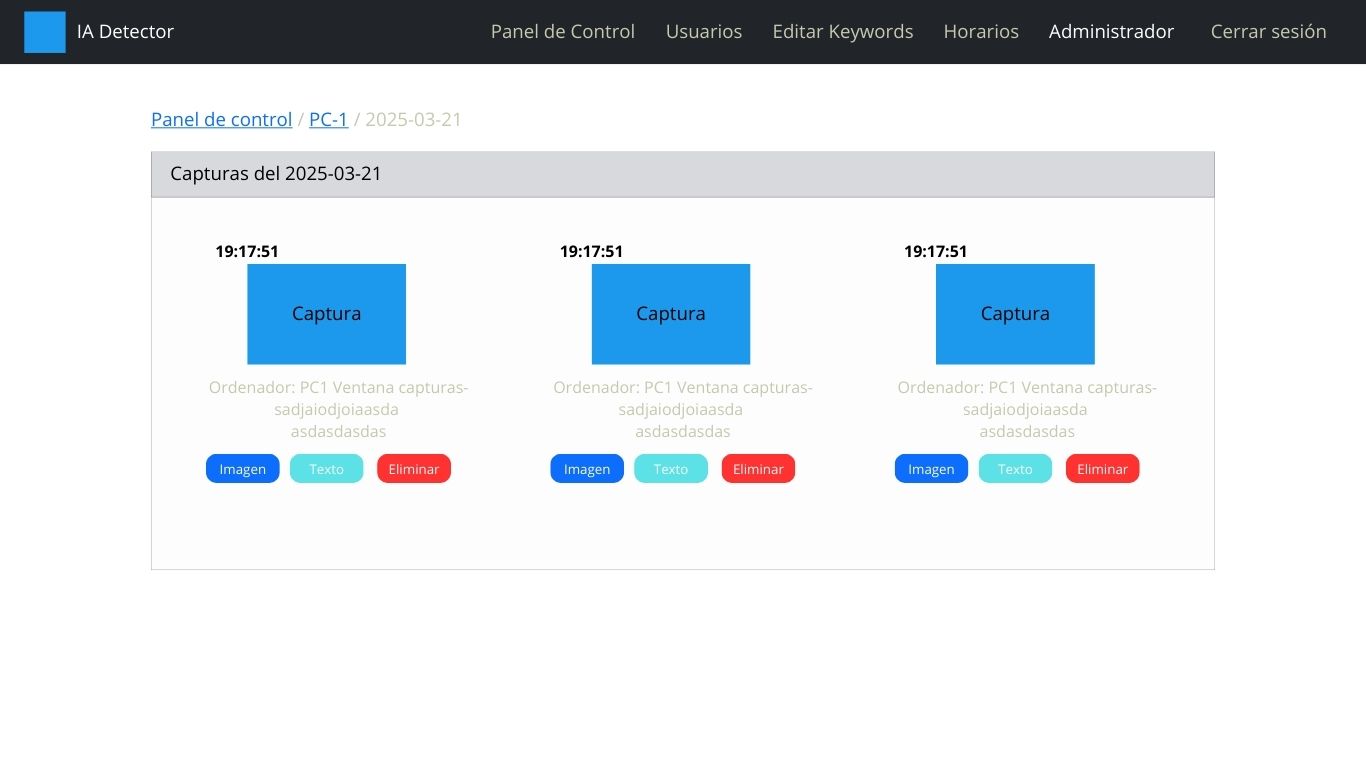 IA Detector Panel de Control Usuarios Editar Keywords Horarios Administrador Cerrar sesión
Panel de control / PC-1 / 2025-03-21
Capturas del 2025-03-21
19:17:51
Captura
Ordenador: PC1 Ventana capturas-
sadjaiodjoiaasda
asdasdasdas
Imagen Texto Eliminar
19:17:51
Captura
Ordenador: PC1 Ventana capturas-
sadjaiodjoiaasda
asdasdasdas
Imagen Texto Eliminar
19:17:51
Captura
Ordenador: PC1 Ventana capturas-
sadjaiodjoiaasda
asdasdasdas
Imagen Texto Eliminar